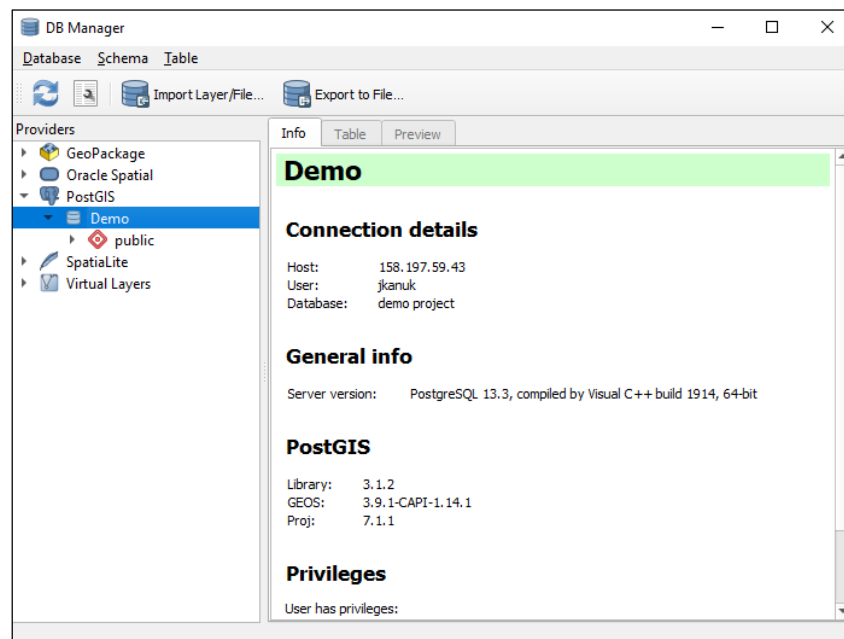 DB Manager
Database Schema Table
Import Layer/File... Export to File...
Providers
GeoPackage
Oracle Spatial
PostGIS
Demo
public
SpatiaLite
Virtual Layers
Info Table Preview
Demo
Connection details
Host: 158.197.59.43
User: jkanuk
Database: demo project
General info
Server version: PostgreSQL 13.3, compiled by Visual C++ build 1914, 64-bit
PostGIS
Library: 3.1.2
GEOS: 3.9.1-CAPI-1.14.1
Proj: 7.1.1
Privileges
User has privileges: